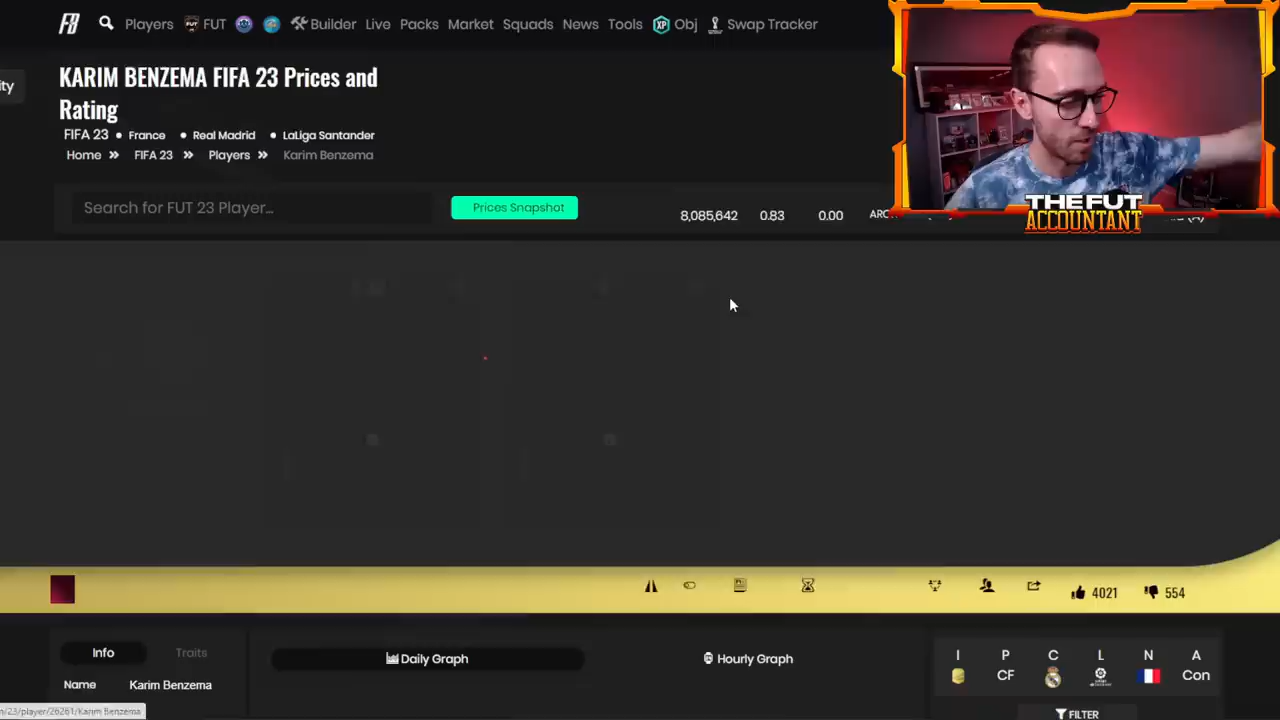 Players FUT Builder Live Packs Market Squads News Tools XP Obj Swap Tracker
KARIM BENZEMA FIFA 23 Prices and
Rating
FIFA 23 • France • Real Madrid • LaLiga Santander
Home » FIFA 23 » Players » Karim Benzema
Search for FUT 23 Player...
Prices Snapshot
8,085,642 0.83 0.00
THE FUT
ACCOUNTANT
4021 554
Info Traits
Daily Graph
Hourly Graph
Name Karim Benzema
I P C L N A
CF Con
FILTER